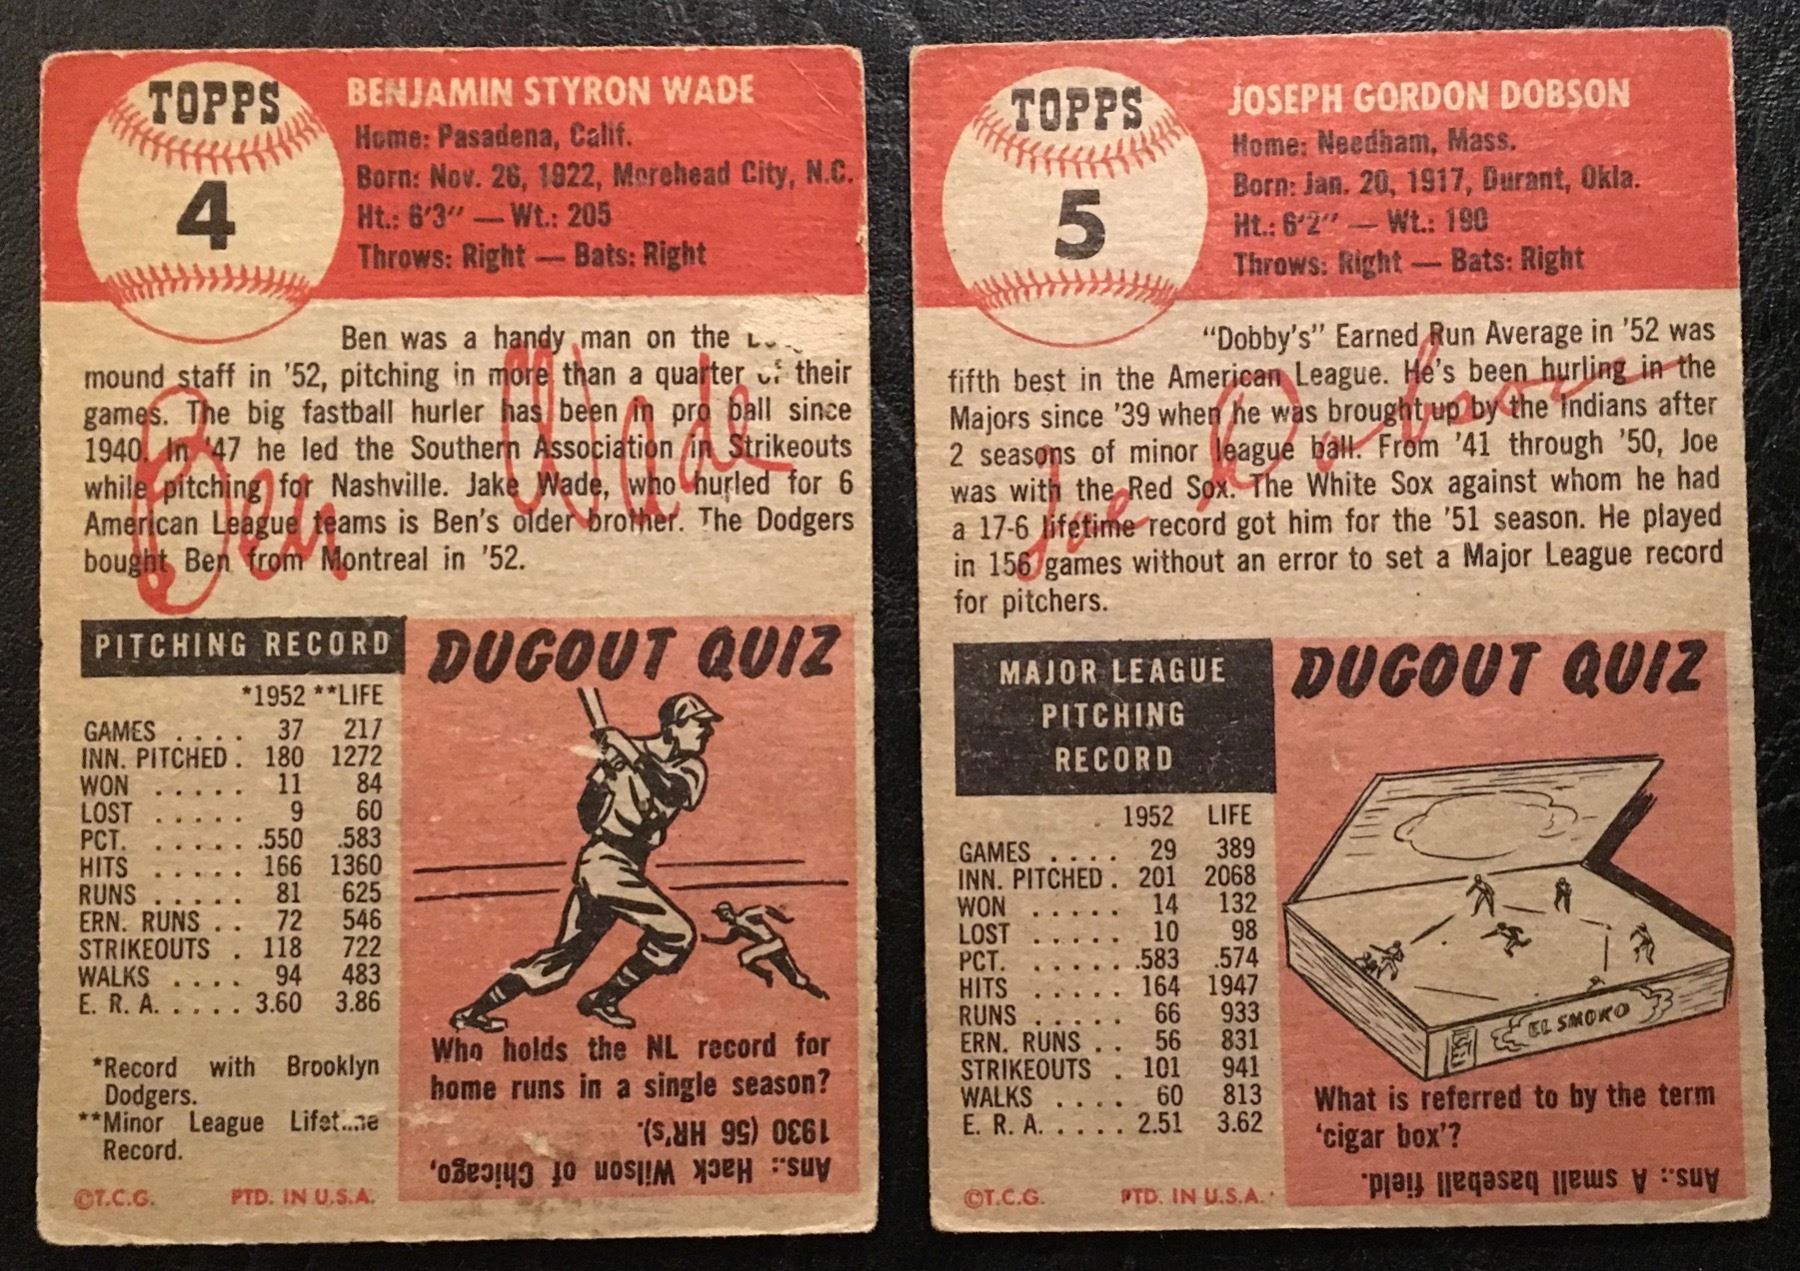 TOPPS
4
BENJAMIN STYRON WADE
Home: Pasadena, Calif.
Born: Nov. 26, 1922, Morehead City, N.C.
Ht.: 6'3" — Wt.: 205
Throws: Right — Bats: Right
Ben was a handy man on the
mound staff in '52, pitching in more than a quarter of their
games. The big fastball hurler has been in pro ball since
1940. In '47 he led the Southern Association in Strikeouts
while pitching for Nashville. Jake Wade, who hurled for 6
American League teams is Ben's older brother. The Dodgers
bought Ben from Montreal in '52.
Ben Wade
PITCHING RECORD
*1952 **LIFE
GAMES .... 37 217
INN. PITCHED . 180 1272
WON ..... 11 84
LOST ..... 9 60
PCT. ...... .550 .583
HITS ..... 166 1360
RUNS ..... 81 625
ERN. RUNS .. 72 546
STRIKEOUTS . 118 722
WALKS .... 94 483
E. R. A. ..... 3.60 3.86
*Record with Brooklyn
Dodgers.
**Minor League Lifetime
Record.
©T.C.G. PTD. IN U.S.A.
DUGOUT QUIZ
Who holds the NL record for
home runs in a single season?
Ans.: Hack Wilson of Chicago,
1930 (56 HR's).
TOPPS
5
JOSEPH GORDON DOBSON
Home: Needham, Mass.
Born: Jan. 20, 1917, Durant, Okla.
Ht.: 6'2" — Wt.: 190
Throws: Right — Bats: Right
"Dobby's" Earned Run Average in '52 was
fifth best in the American League. He's been hurling in the
Majors since '39 when he was brought up by the Indians after
2 seasons of minor league ball. From '41 through '50, Joe
was with the Red Sox. The White Sox against whom he had
a 17-6 lifetime record got him for the '51 season. He played
in 156 games without an error to set a Major League record
for pitchers.
Joe Dobson
MAJOR LEAGUE
PITCHING
RECORD
1952 LIFE
GAMES .... 29 389
INN. PITCHED . 201 2068
WON ..... 14 132
LOST ..... 10 98
PCT. ...... .583 .574
HITS ..... 164 1947
RUNS ..... 66 933
ERN. RUNS .. 56 831
STRIKEOUTS . 101 941
WALKS .... 60 813
E. R. A. ..... 2.51 3.62
©T.C.G. PTD. IN U.S.A.
DUGOUT QUIZ
EL SMOKO
What is referred to by the term
'cigar box'?
Ans.: A small baseball field.